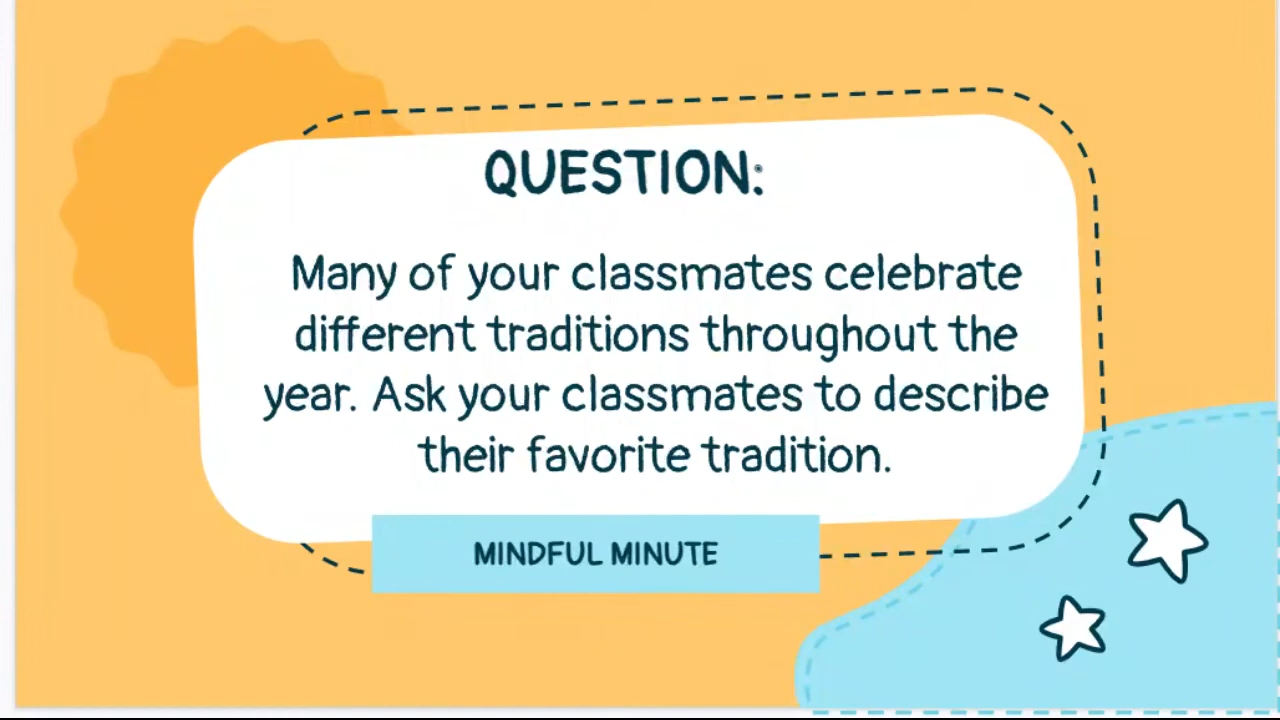 QUESTION:
Many of your classmates celebrate
different traditions throughout the
year. Ask your classmates to describe
their favorite tradition.
MINDFUL MINUTE